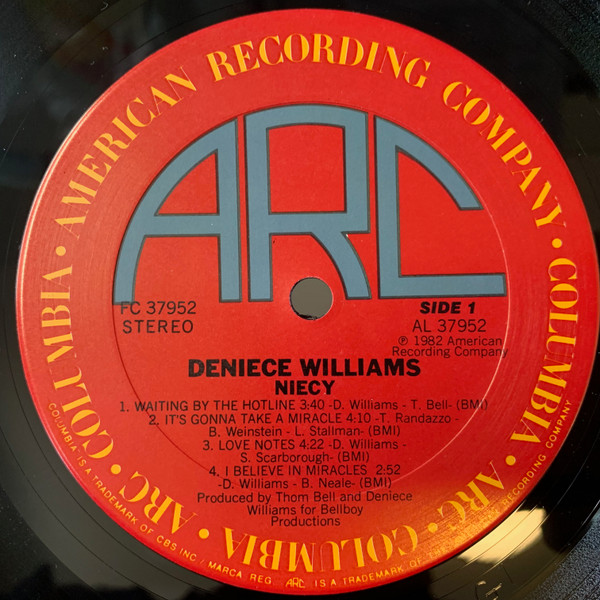 AMERICAN RECORDING COMPANY • COLUMBIA • ARC • COLUMBIA • ARC • COLUMBIA •
ARC
FC 37952
STEREO
SIDE 1
AL 37952
℗ 1982 American
Recording Company
DENIECE WILLIAMS
NIECY
1. WAITING BY THE HOTLINE 3:40 -D. Williams - T. Bell- (BMI)
2. IT'S GONNA TAKE A MIRACLE 4:10 -T. Randazzo -
B, Weinstein - L. Stallman- (BMI)
3. LOVE NOTES 4:22 -D. Williams -
S. Scarborough- (BMI)
4. I BELIEVE IN MIRACLES 2:52
-D. Williams - B. Neale- (BMI)
Produced by Thom Bell and Deniece
Williams for Bellboy
Productions
COLUMBIA IS A TRADEMARK OF CBS INC / MARCA REG. ARC IS A TRADEMARK OF RECORDING COMPANY.